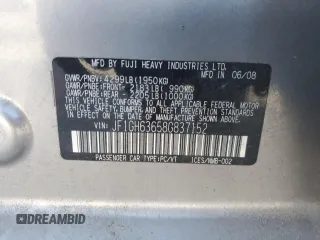 MFD BY FUJI HEAVY INDUSTRIES LTD. 06/08
GVWR/PNBV: 4299LB (1950KG)
GAWR/PNBE:FRONT - 2183LB ( 990KG)
GAWR/PNBE:REAR - 2205LB (1000KG)
THIS VEHICLE CONFORMS TO ALL APPLICABLE
FEDERAL MOTOR VEHICLE SAFETY, BUMPER, AND
THEFT PREVENTION STANDARDS IN EFFECT ON THE
DATE OF MANUFACTURE SHOWN ABOVE.
VIN: JF1GH63658G837152
PASSENGER CAR TYPE:PC/VT ICES/NMB-002
DREAMBID